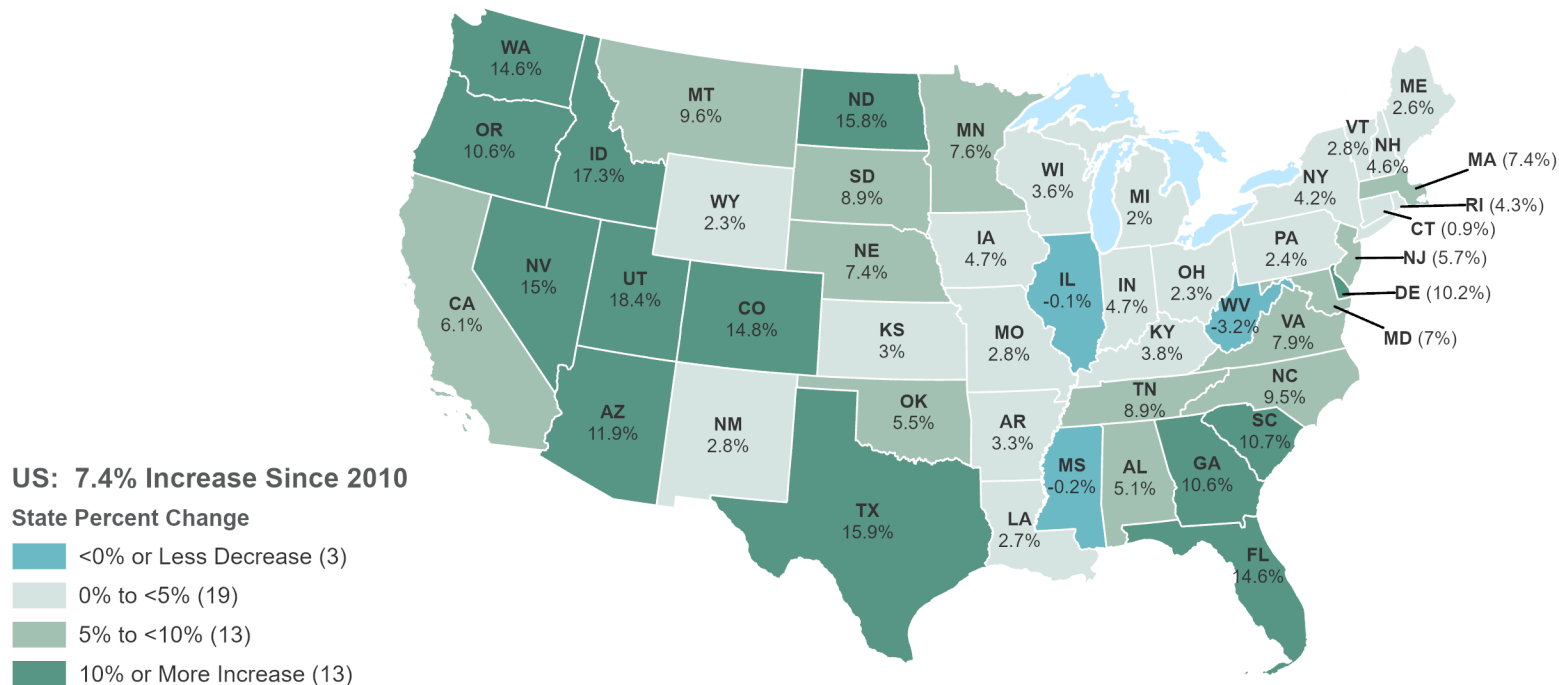 WA
14.6%
MT
9.6%
ND
15.8%
OR
10.6%
ID
17.3%
MN
7.6%
ME
2.6%
VT
2.8%
NH
4.6%
MA (7.4%)
SD
8.9%
WI
3.6%
MI
2%
NY
4.2%
WY
2.3%
RI (4.3%)
CT (0.9%)
IA
4.7%
PA
2.4%
NE
7.4%
NJ (5.7%)
NV
15%
UT
18.4%
IL
-0.1%
IN
4.7%
OH
2.3%
DE (10.2%)
CA
6.1%
CO
14.8%
WV
-3.2%
VA
7.9%
MD (7%)
KS
3%
MO
2.8%
KY
3.8%
NC
9.5%
TN
8.9%
AZ
11.9%
NM
2.8%
OK
5.5%
AR
3.3%
SC
10.7%
MS
-0.2%
AL
5.1%
GA
10.6%
TX
15.9%
LA
2.7%
FL
14.6%
US:  7.4% Increase Since 2010
State Percent Change
<0% or Less Decrease (3)
0% to <5% (19)
5% to <10% (13)
10% or More Increase (13)